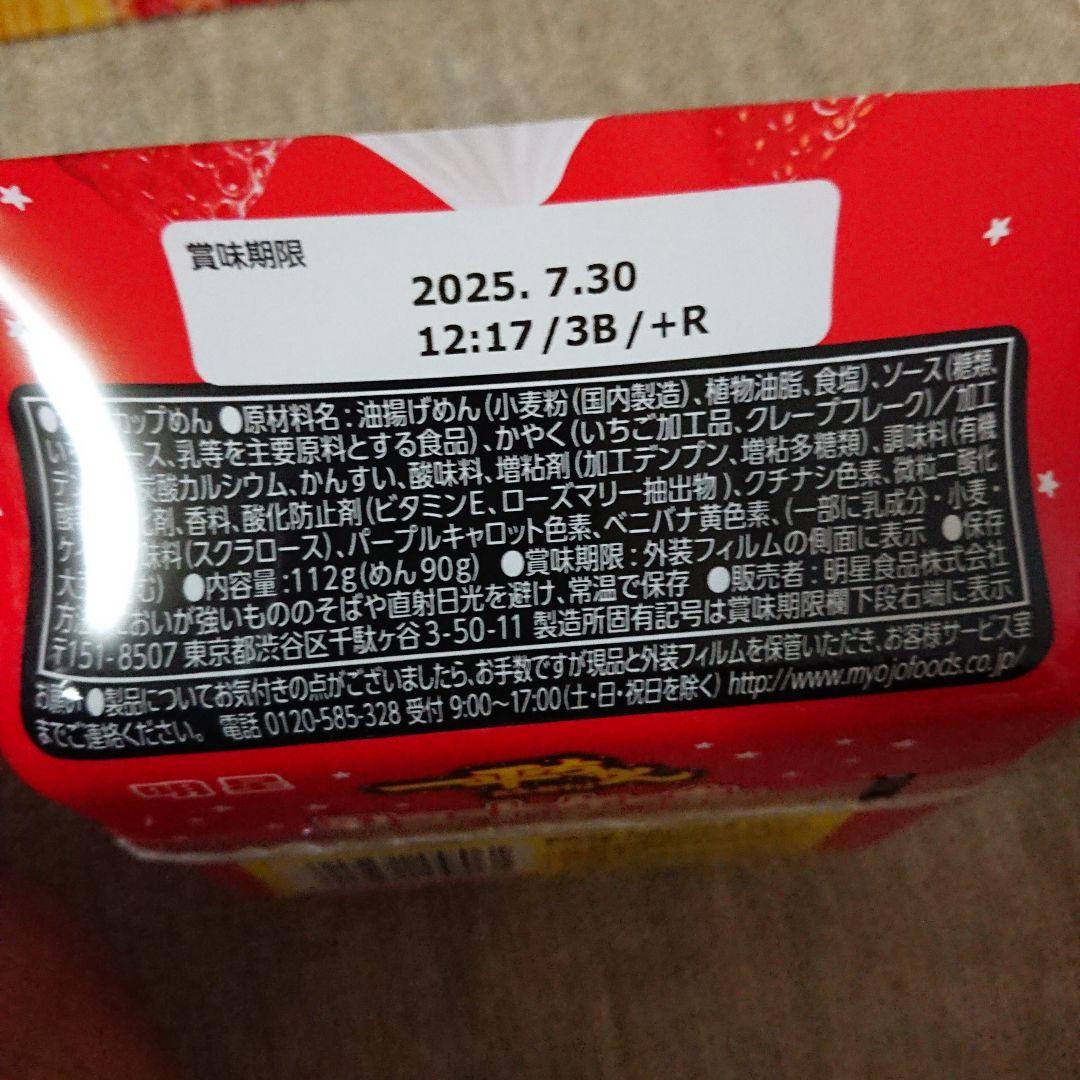 賞味期限
2025. 7.30
12:17/3B/+R
カップめん ●原材料名:油揚げめん(小麦粉(国内製造)、植物油脂、食塩)、ソース(糖類、
ース、乳等を主要原料とする食品)、かやく(いちご加工品、クレープフレーク)/加工
炭酸カルシウム、かんすい、酸味料、増粘剤(加工デンプン、増粘多糖類)、調味料(有機
剤、香料、酸化防止剤(ビタミンE、ローズマリー抽出物)、クチナシ色素、微粒二酸化
味料(スクラロース)、パープルキャロット色素、ベニバナ黄色素、(一部に乳成分・小麦・
む) ●内容量:112g(めん90g) ●賞味期限:外装フィルムの側面に表示 ●保存
おいが強いもののそばや直射日光を避け、常温で保存 ●販売者:明星食品株式会社
〒151-8507 東京都渋谷区千駄ヶ谷3-50-11 製造所固有記号は賞味期限欄下段右端に表示
お願い ●製品についてお気付きの点がございましたら、お手数ですが現品と外装フィルムを保管いただき、お客様サービス室
までご連絡ください。 電話 0120-585-328 受付 9:00~17:00(土・日・祝日を除く) http://www.myojofoods.co.jp/
明星